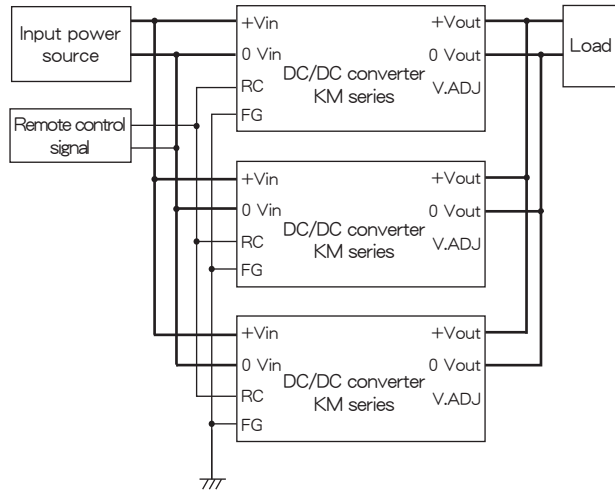 Input power
source
Remote control
signal
+Vin
0 Vin
RC
FG
DC/DC converter
KM series
+Vout
0 Vout
V.ADJ
Load
+Vin
0 Vin
RC
FG
DC/DC converter
KM series
+Vout
0 Vout
V.ADJ
+Vin
0 Vin
RC
FG
DC/DC converter
KM series
+Vout
0 Vout
V.ADJ